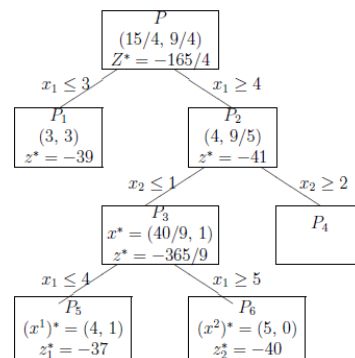 P
(15/4, 9/4)
Z* = −165/4
x₁ ≤ 3
x₁ ≥ 4
P₁
(3, 3)
z* = −39
P₂
(4, 9/5)
z* = −41
x₂ ≤ 1
x₂ ≥ 2
P₃
x* = (40/9, 1)
z* = −365/9
P₄
x₁ ≤ 4
x₁ ≥ 5
P₅
(x¹)* = (4, 1)
z₁* = −37
P₆
(x²)* = (5, 0)
z₂* = −40